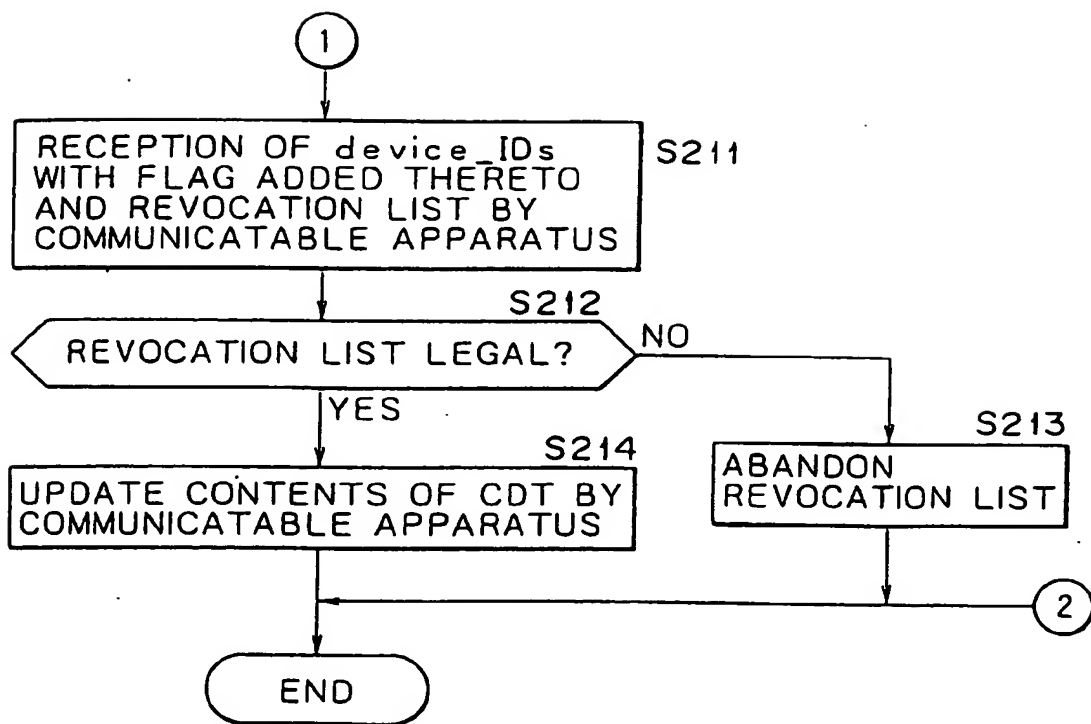 1
RECEPTION OF device_IDs
WITH FLAG ADDED THERETO
AND REVOCATION LIST BY
COMMUNICATABLE APPARATUS
S211
S212
REVOCATION LIST LEGAL?
NO
YES
S213
ABANDON
REVOCATION LIST
S214
UPDATE CONTENTS OF CDT BY
COMMUNICATABLE APPARATUS
2
END